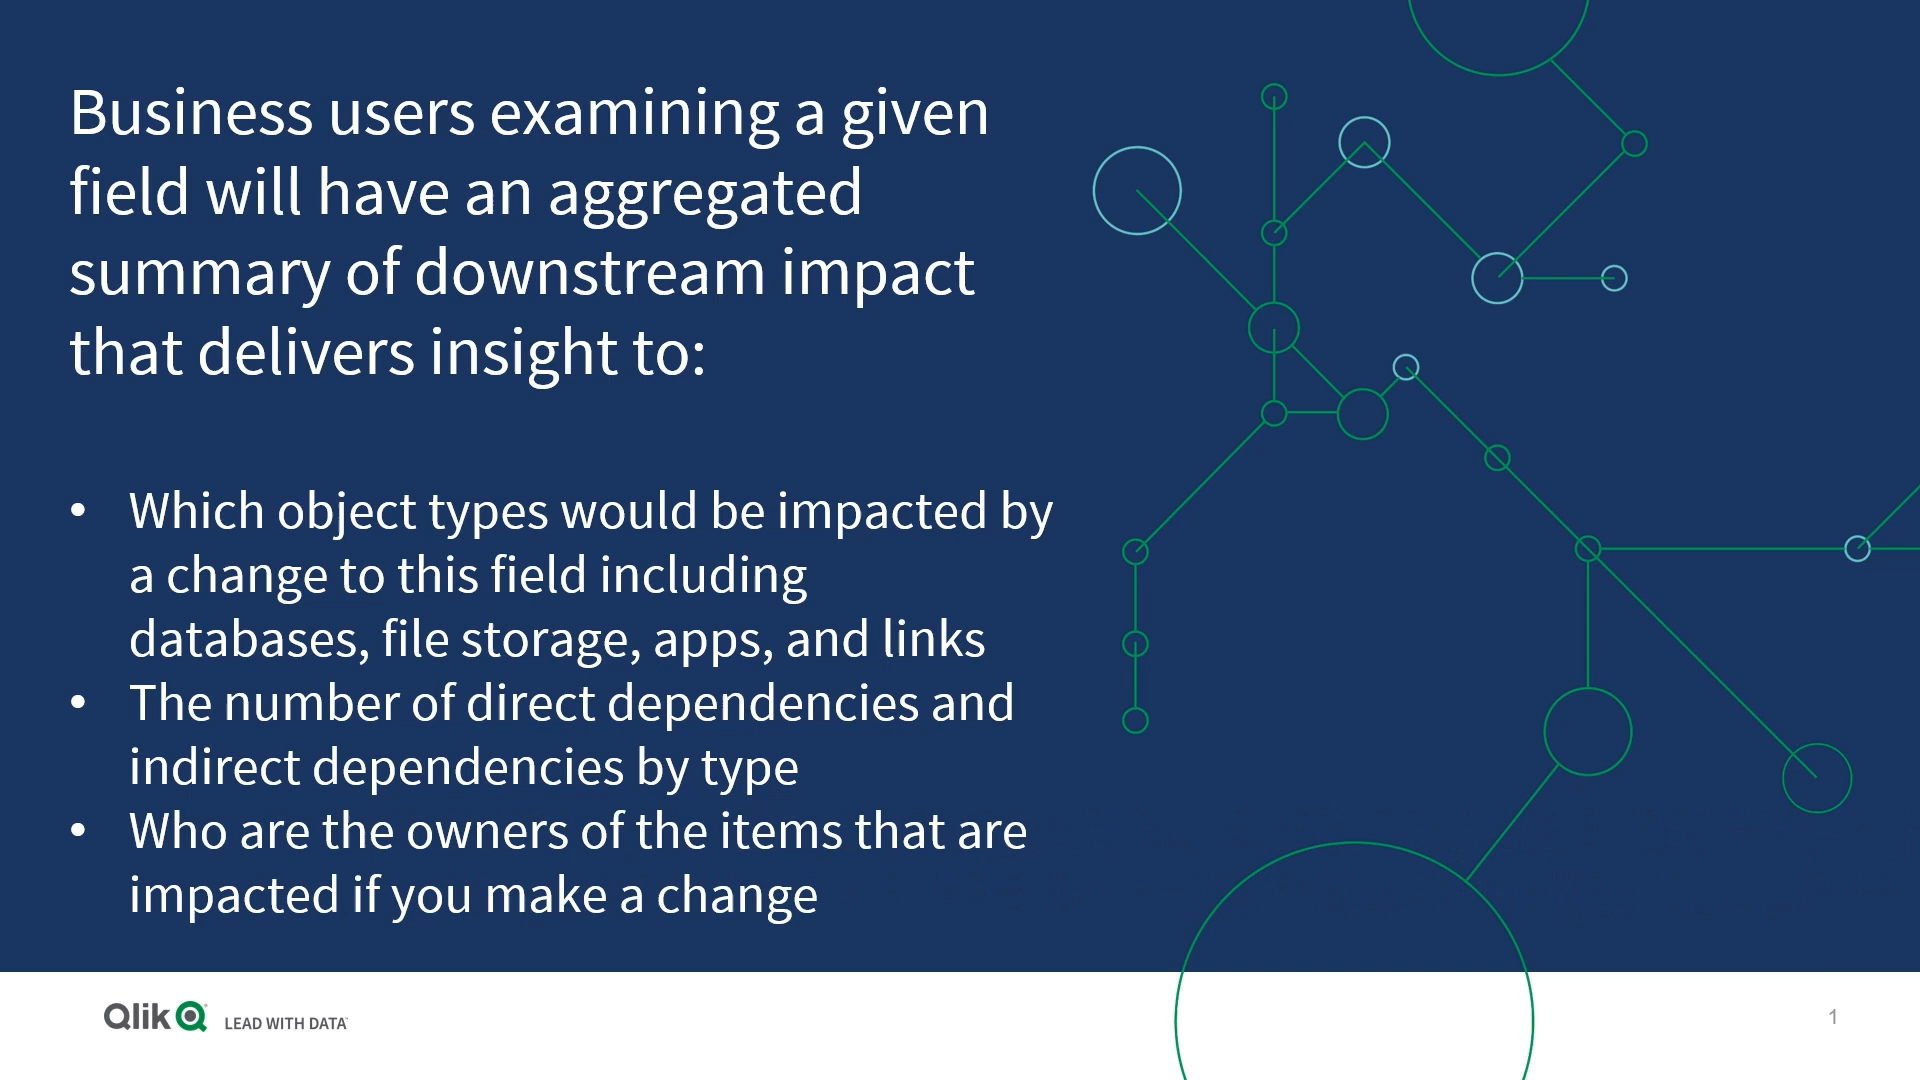 Business users examining a given
field will have an aggregated
summary of downstream impact
that delivers insight to:
• Which object types would be impacted by
a change to this field including
databases, file storage, apps, and links
• The number of direct dependencies and
indirect dependencies by type
• Who are the owners of the items that are
impacted if you make a change
Qlik LEAD WITH DATA
1